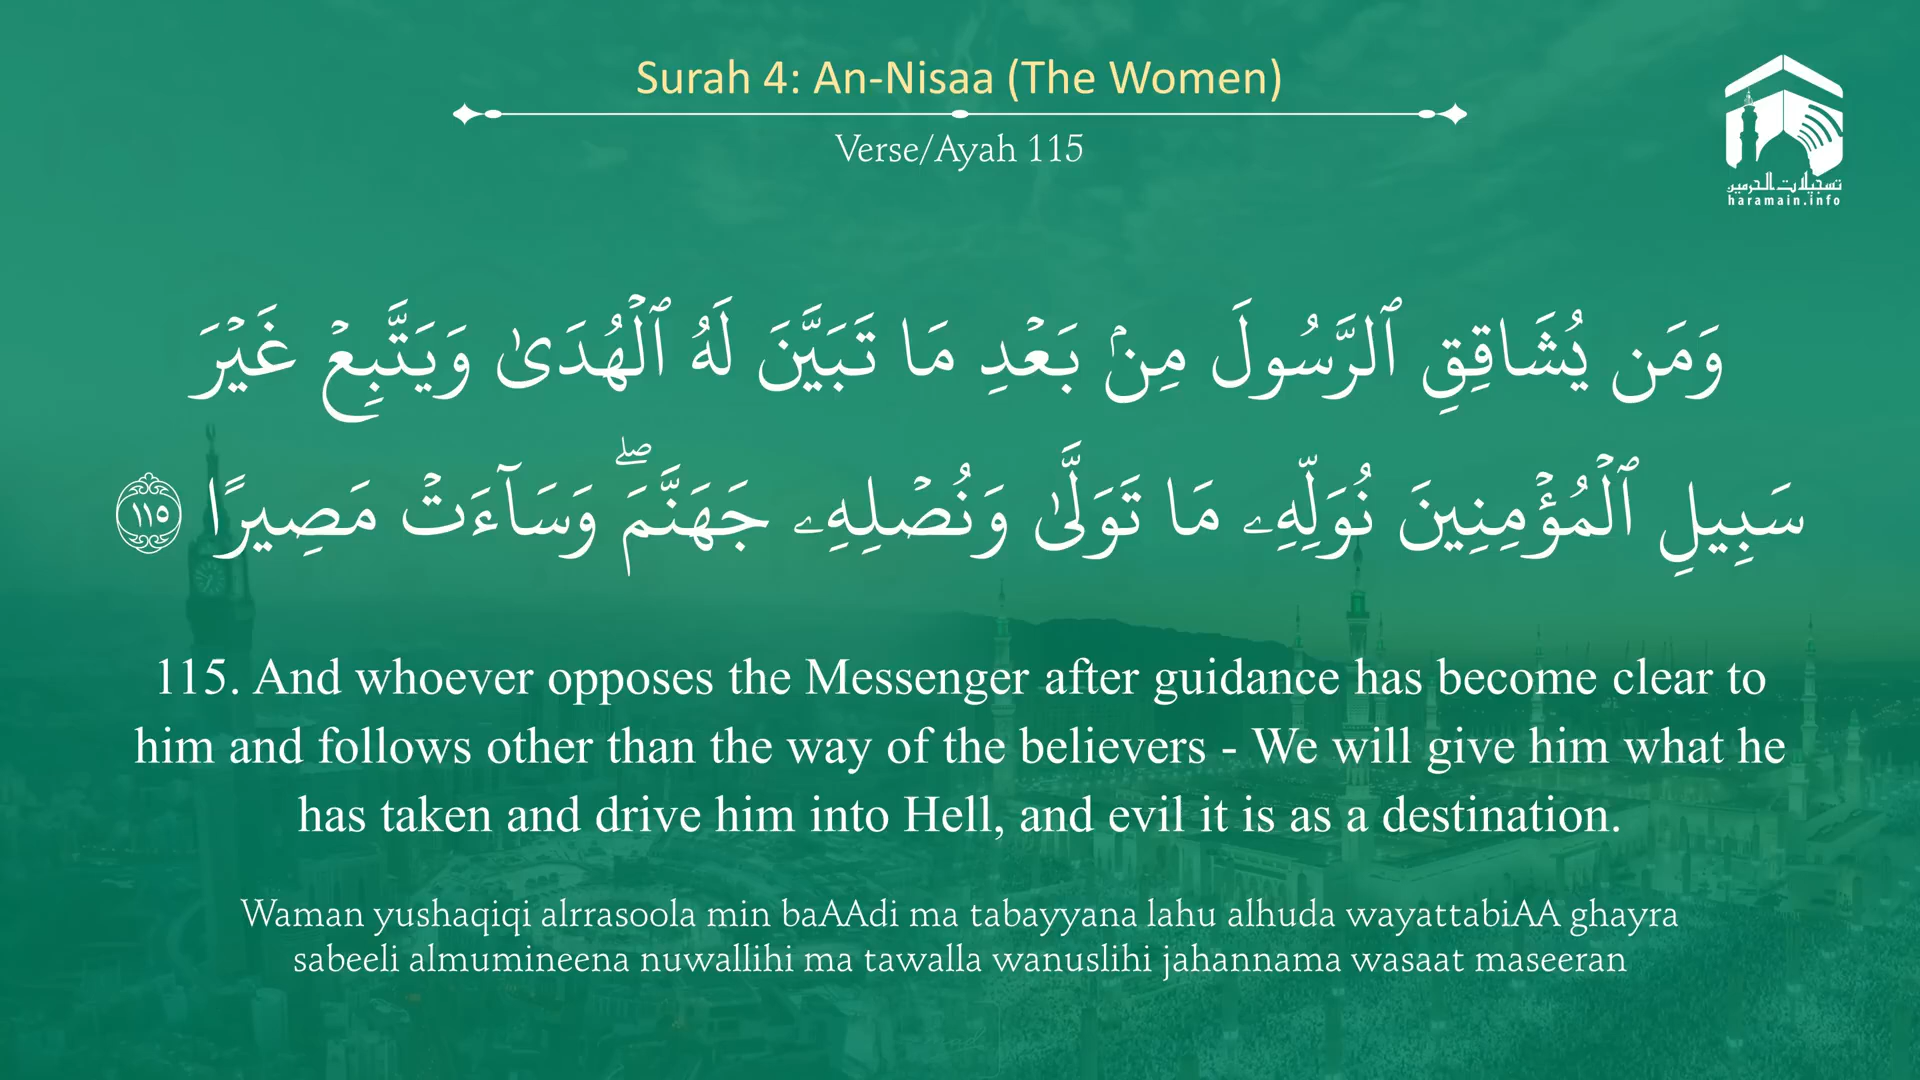 Surah 4: An-Nisaa (The Women)
Verse/Ayah 115
تسجيلات الحرمين
haramain.info
وَمَن يُشَاقِقِ ٱلرَّسُولَ مِنۢ بَعۡدِ مَا تَبَيَّنَ لَهُ ٱلۡهُدَىٰ وَيَتَّبِعۡ غَيۡرَ
سَبِيلِ ٱلۡمُؤۡمِنِينَ نُوَلِّهِۦ مَا تَوَلَّىٰ وَنُصۡلِهِۦ جَهَنَّمَۖ وَسَآءَتۡ مَصِيرًا ١١٥
115. And whoever opposes the Messenger after guidance has become clear to
him and follows other than the way of the believers - We will give him what he
has taken and drive him into Hell, and evil it is as a destination.
Waman yushaqiqi alrrasoola min baAAdi ma tabayyana lahu alhuda wayattabiAA ghayra
sabeeli almumineena nuwallihi ma tawalla wanuslihi jahannama wasaat maseeran